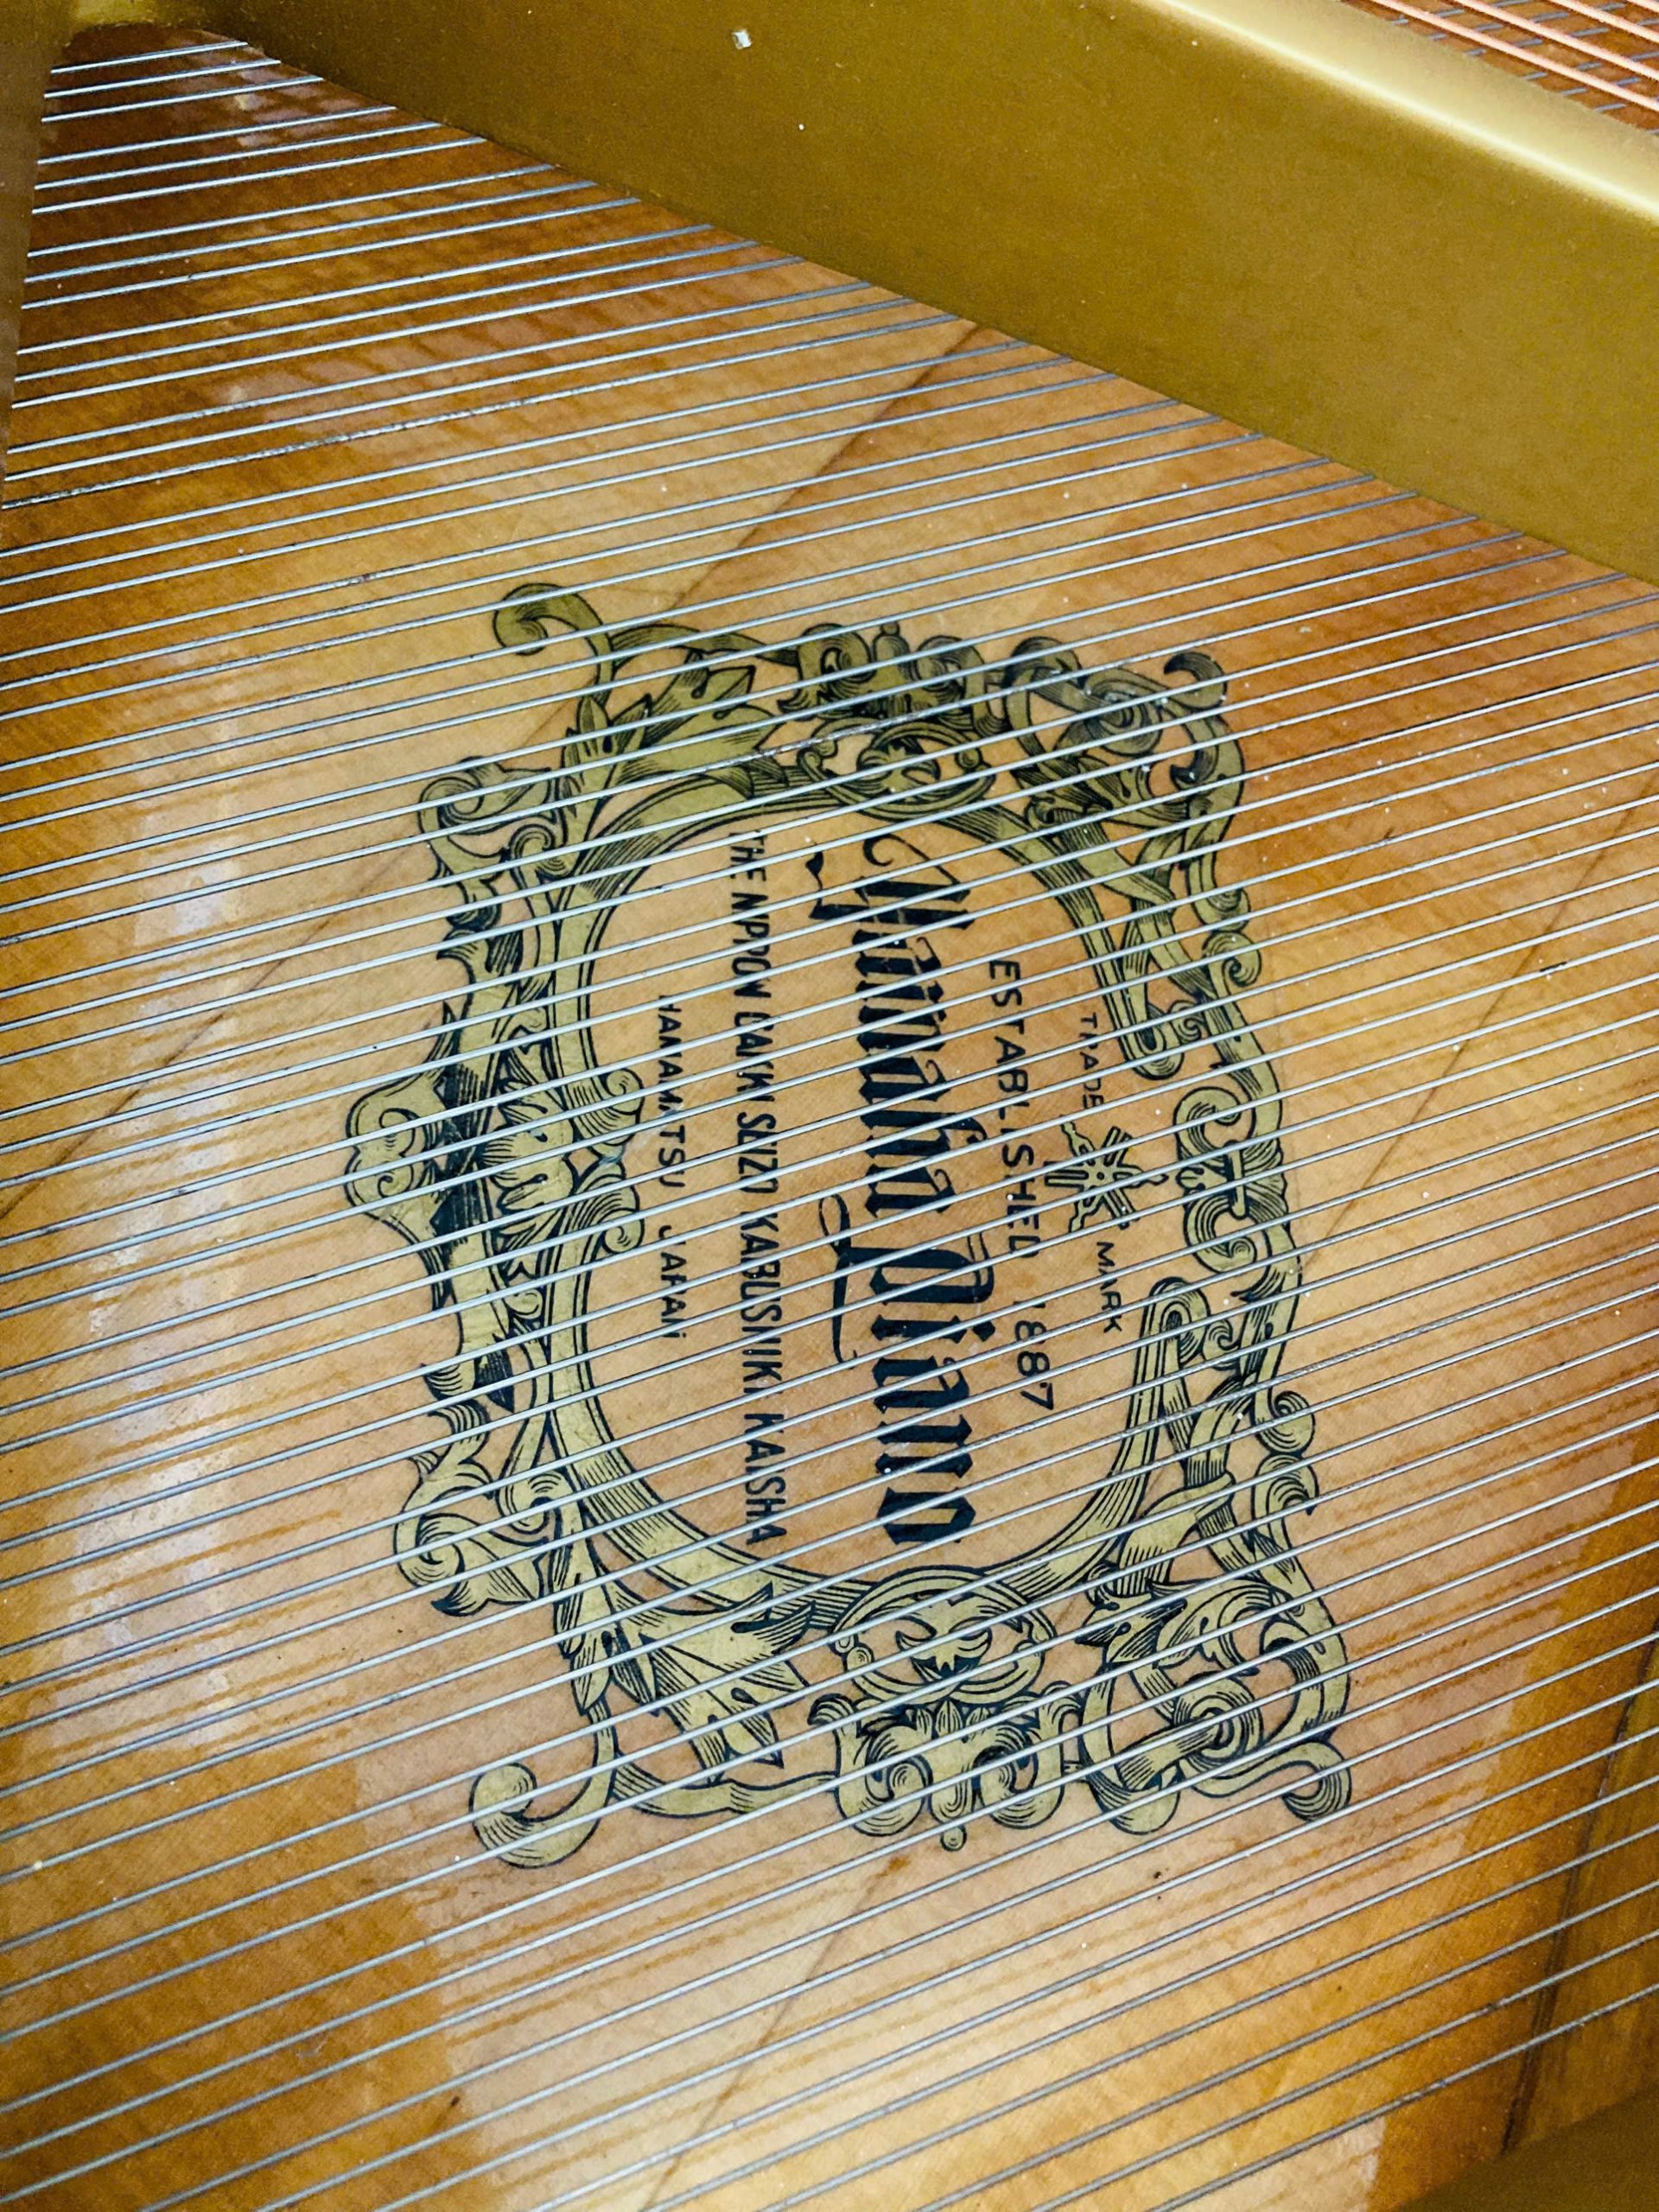 TRADE MARK
ESTABLISHED 1887
Yamaha Piano
THE NIPPON GAKKI SEIZO KABUSHIKI KAISHA
HAMAMATSU JAPAN